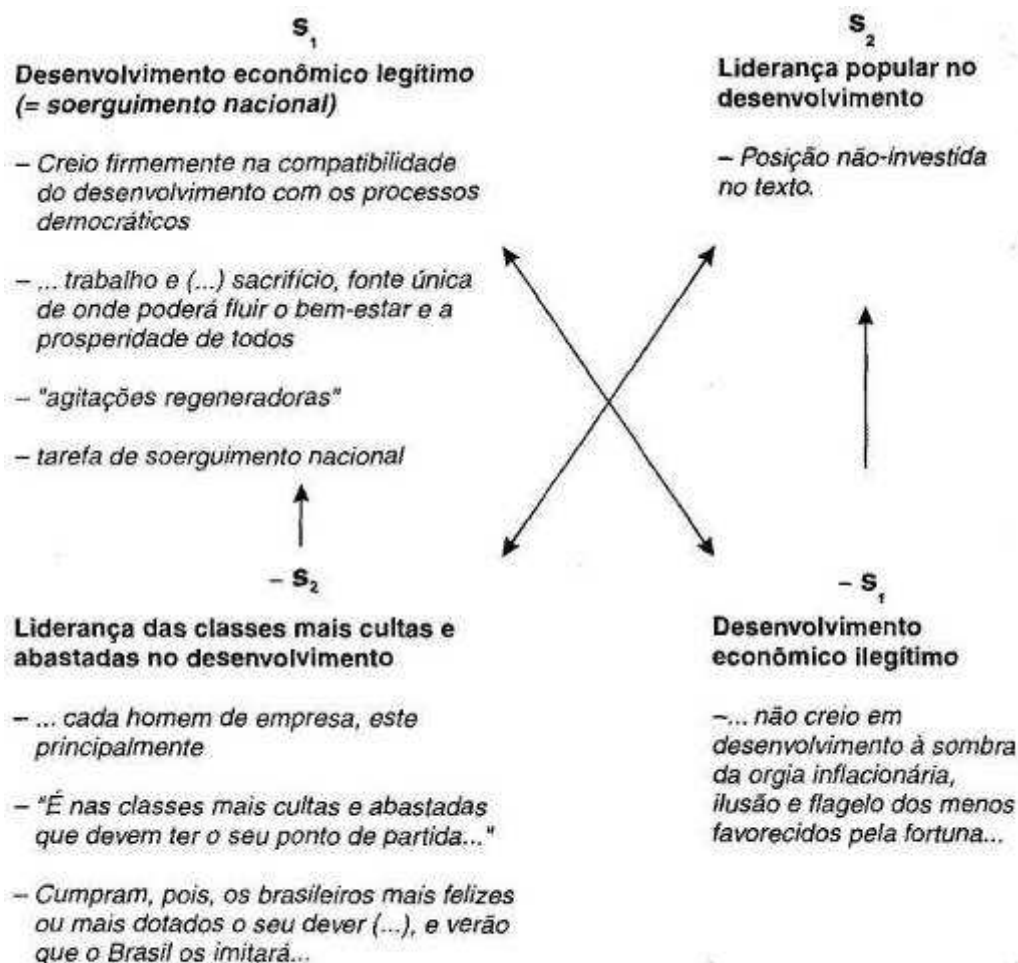 S1
Desenvolvimento econômico legítimo
(= soerguimento nacional)
– Creio firmemente na compatibilidade
do desenvolvimento com os processos
democráticos
– ... trabalho e (...) sacrifício, fonte única
de onde poderá fluir o bem-estar e a
prosperidade de todos
– "agitações regeneradoras"
– tarefa de soerguimento nacional
S2
Liderança popular no
desenvolvimento
– Posição não-investida
no texto.
– S2
Liderança das classes mais cultas e
abastadas no desenvolvimento
– ... cada homem de empresa, este
principalmente
– "É nas classes mais cultas e abastadas
que devem ter o seu ponto de partida..."
– Cumpram, pois, os brasileiros mais felizes
ou mais dotados o seu dever (...), e verão
que o Brasil os imitará...
– S1
Desenvolvimento
econômico ilegítimo
–... não creio em
desenvolvimento à sombra
da orgia inflacionária,
ilusão e flagelo dos menos
favorecidos pela fortuna...